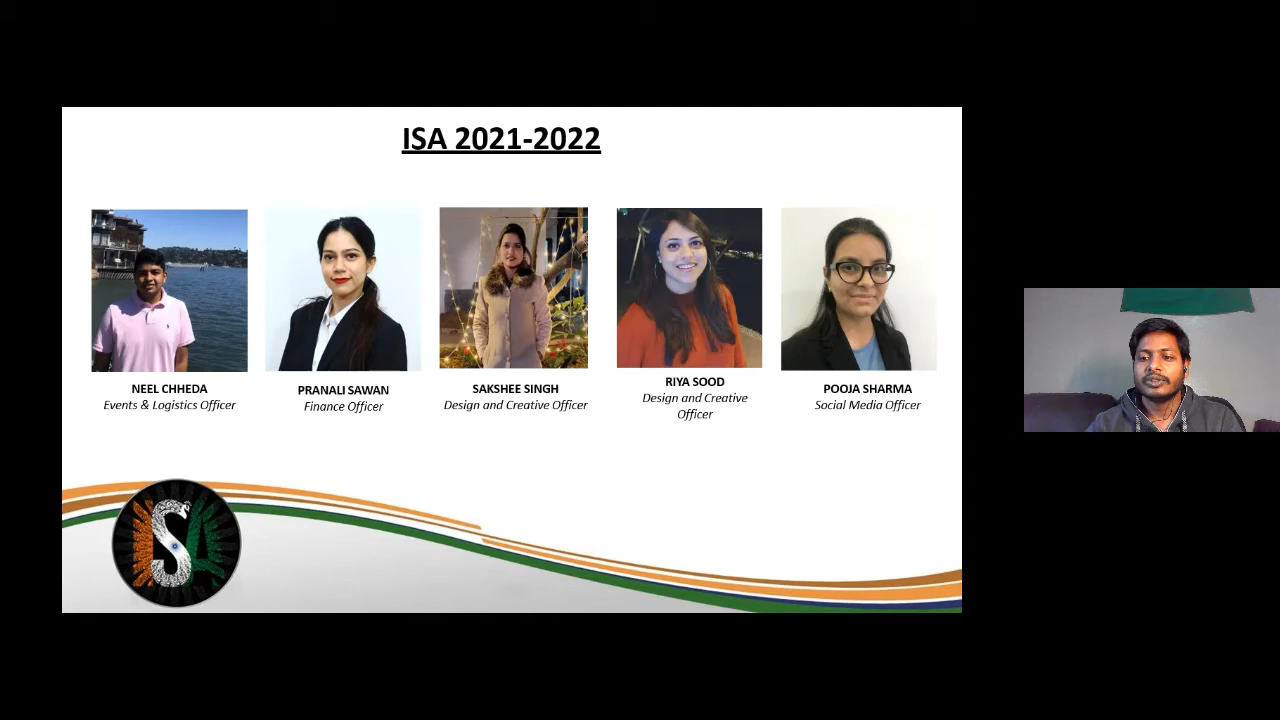 ISA 2021-2022
NEEL CHHEDA
Events & Logistics Officer
PRANALI SAWAN
Finance Officer
SAKSHEE SINGH
Design and Creative Officer
RIYA SOOD
Design and Creative
Officer
POOJA SHARMA
Social Media Officer
ISA